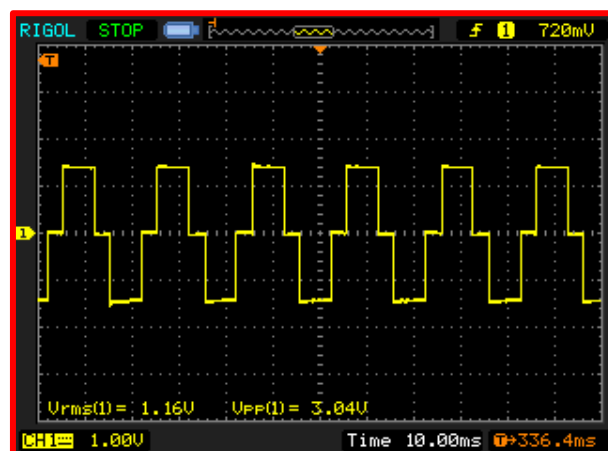 RIGOL STOP T f 1 720mV
T
1
Vrms(1)= 1.16V Vpp(1)= 3.04V
CH1 1.00V Time 10.00ms T→336.4ms